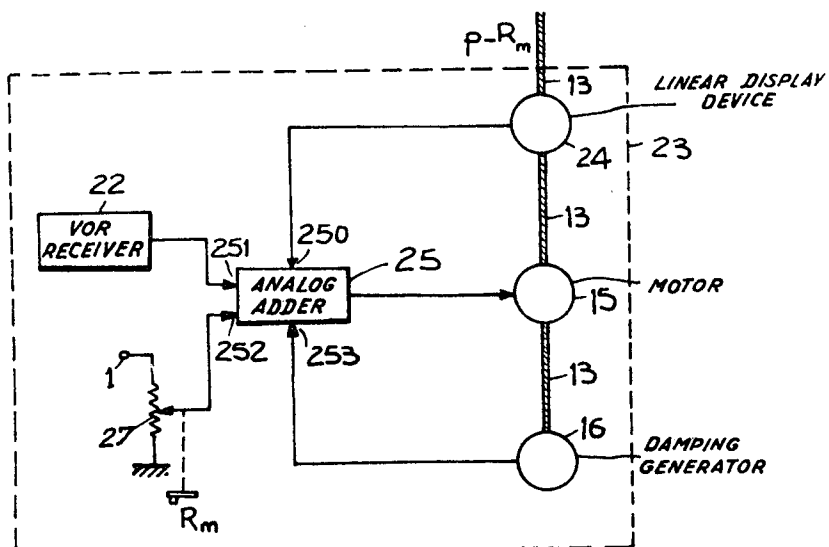 P-Rm
13
LINEAR DISPLAY
DEVICE
24
23
22
VOR
RECEIVER
13
250
251
25
ANALOG
ADDER
MOTOR
15
252
253
1
13
27
16
DAMPING
GENERATOR
Rm